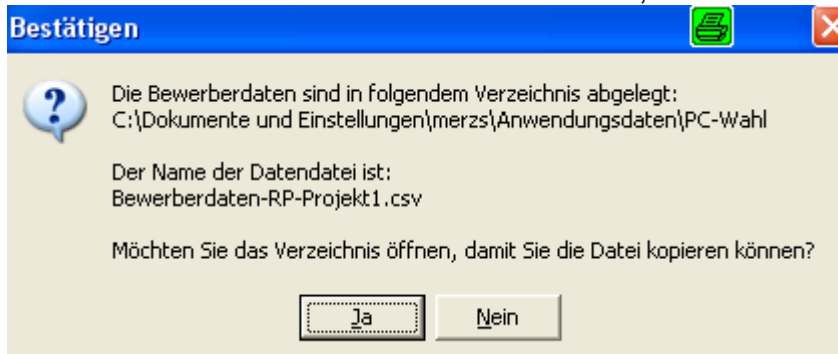 Bestätigen
Die Bewerberdaten sind in folgendem Verzeichnis abgelegt:
C:\Dokumente und Einstellungen\merzs\Anwendungsdaten\PC-Wahl
Der Name der Datendatei ist:
Bewerberdaten-RP-Projekt1.csv
Möchten Sie das Verzeichnis öffnen, damit Sie die Datei kopieren können?
Ja
Nein